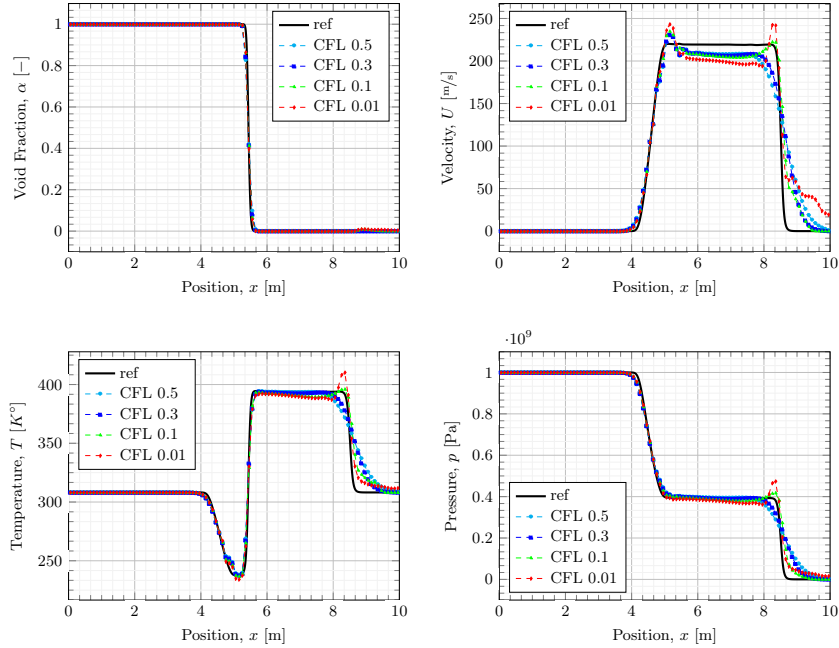 ref
CFL 0.5
CFL 0.3
CFL 0.1
CFL 0.01
1
0.8
0.6
0.4
0.2
0
0 2 4 6 8 10
Void Fraction, α [−]
Position, x [m]
ref
CFL 0.5
CFL 0.3
CFL 0.1
CFL 0.01
250
200
150
100
50
0
0 2 4 6 8 10
Velocity, U [m/s]
Position, x [m]
ref
CFL 0.5
CFL 0.3
CFL 0.1
CFL 0.01
400
350
300
250
0 2 4 6 8 10
Temperature, T [K°]
Position, x [m]
·10⁹
1
0.8
0.6
0.4
0.2
0
ref
CFL 0.5
CFL 0.3
CFL 0.1
CFL 0.01
0 2 4 6 8 10
Pressure, p [Pa]
Position, x [m]